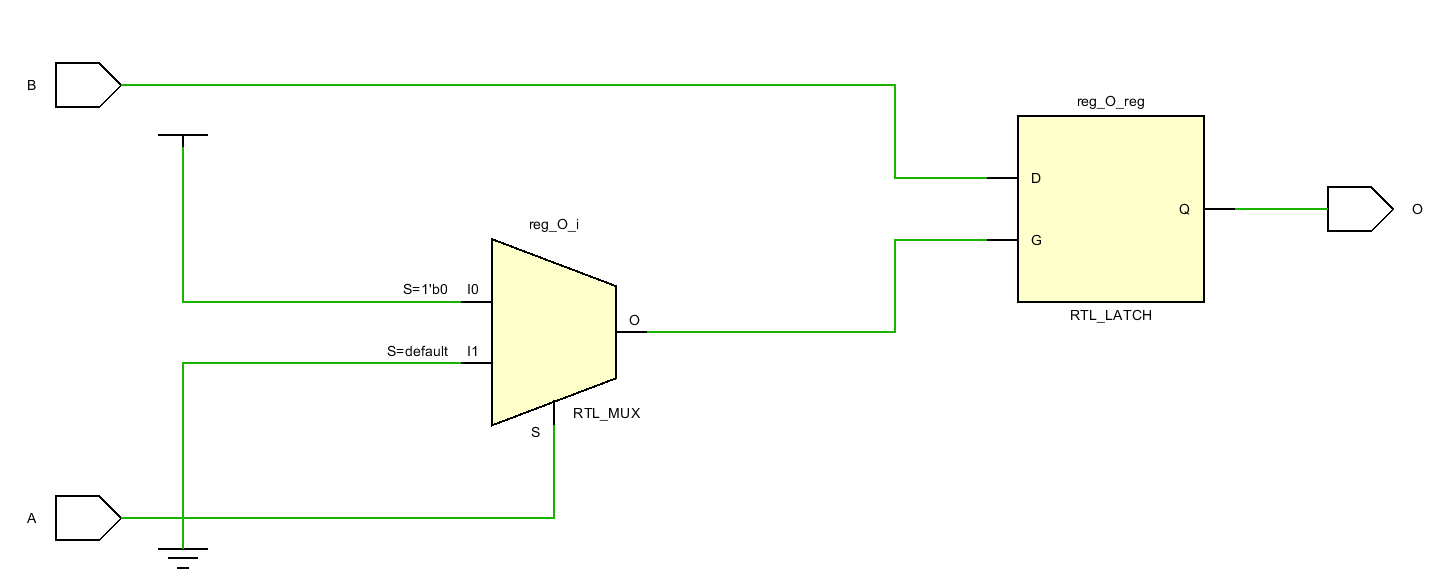 B
reg_O_reg
D
Q
O
G
reg_O_i
S=1'b0 I0
RTL_LATCH
O
S=default I1
RTL_MUX
S
A